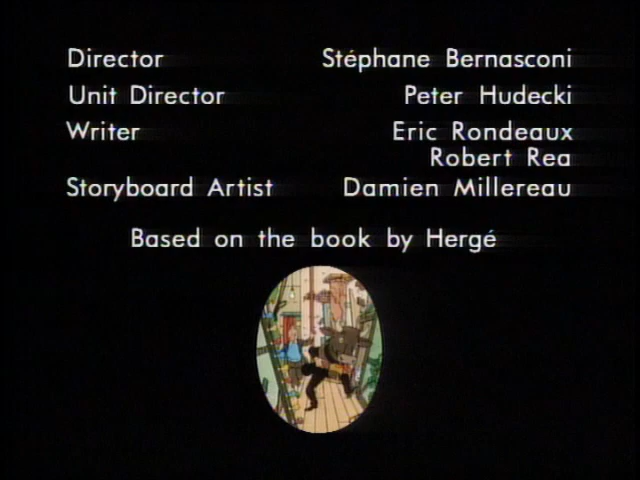 Director Stéphane Bernasconi
Unit Director Peter Hudecki
Writer Eric Rondeaux
Robert Rea
Storyboard Artist Damien Millereau
Based on the book by Hergé